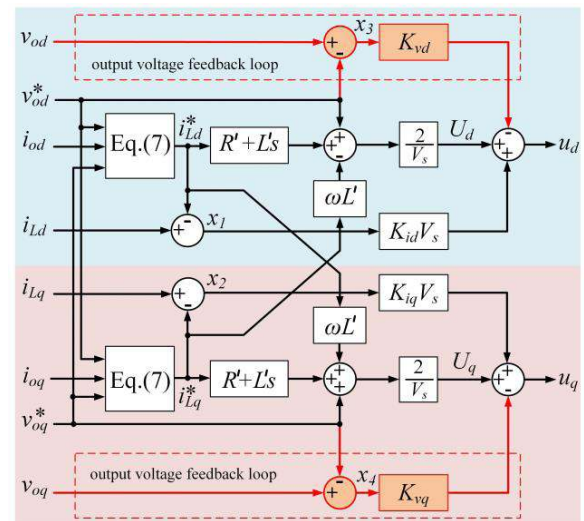 v_od
x_3
K_vd
output voltage feedback loop
v*_od
i_od
Eq.(7)
i*_Ld
R'+L's
+ + -
2/V_s
U_d
- + +
u_d
ωL'
i_Ld
+ -
x_1
K_id V_s
i_Lq
+ -
x_2
K_iq V_s
ωL'
i_oq
Eq.(7)
i*_Lq
R'+L's
+ + +
2/V_s
U_q
+ + -
u_q
v*_oq
output voltage feedback loop
v_oq
+ -
x_4
K_vq